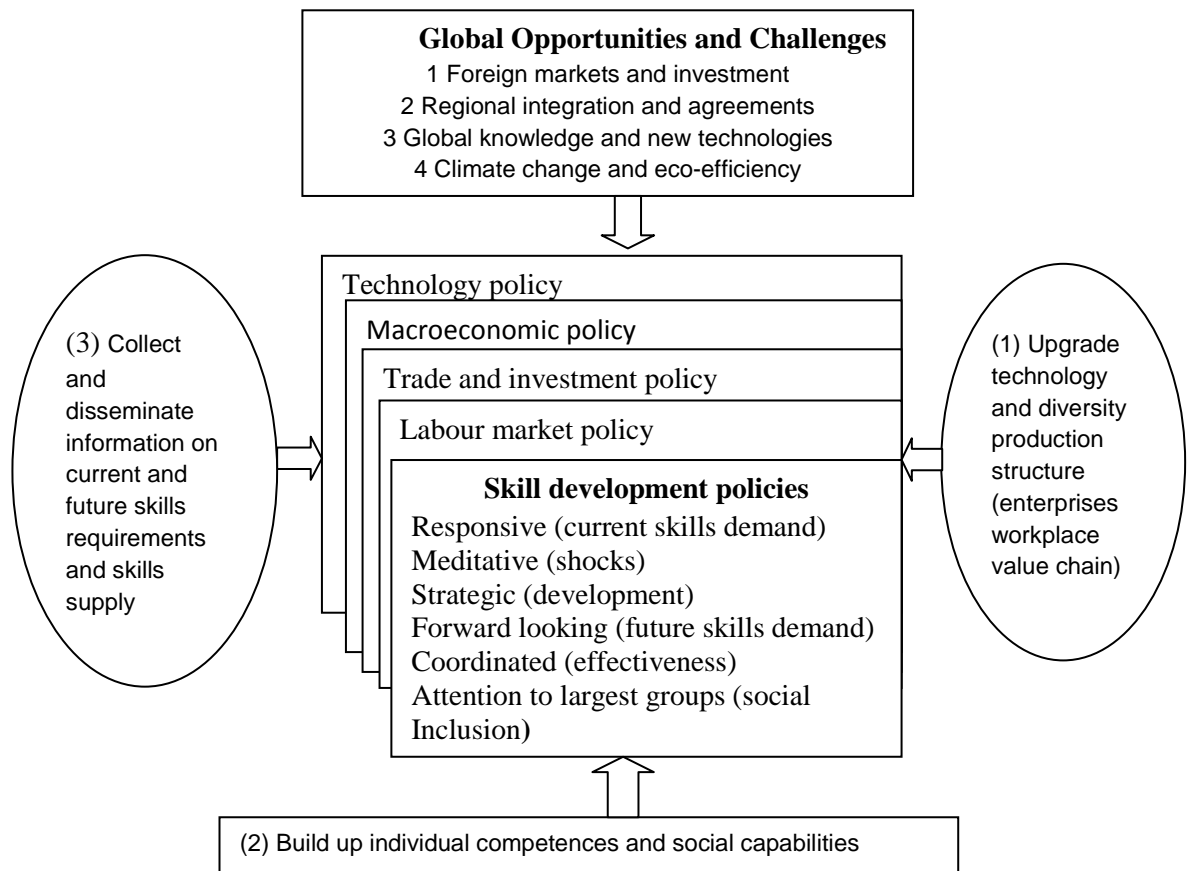 Global Opportunities and Challenges
1 Foreign markets and investment
2 Regional integration and agreements
3 Global knowledge and new technologies
4 Climate change and eco-efficiency
Technology policy
Macroeconomic policy
Trade and investment policy
Labour market policy
Skill development policies
Responsive (current skills demand)
Meditative (shocks)
Strategic (development)
Forward looking (future skills demand)
Coordinated (effectiveness)
Attention to largest groups (social
Inclusion)
(3) Collect
and
disseminate
information on
current and
future skills
requirements
and skills
supply
(1) Upgrade
technology
and diversity
production
structure
(enterprises
workplace
value chain)
(2) Build up individual competences and social capabilities